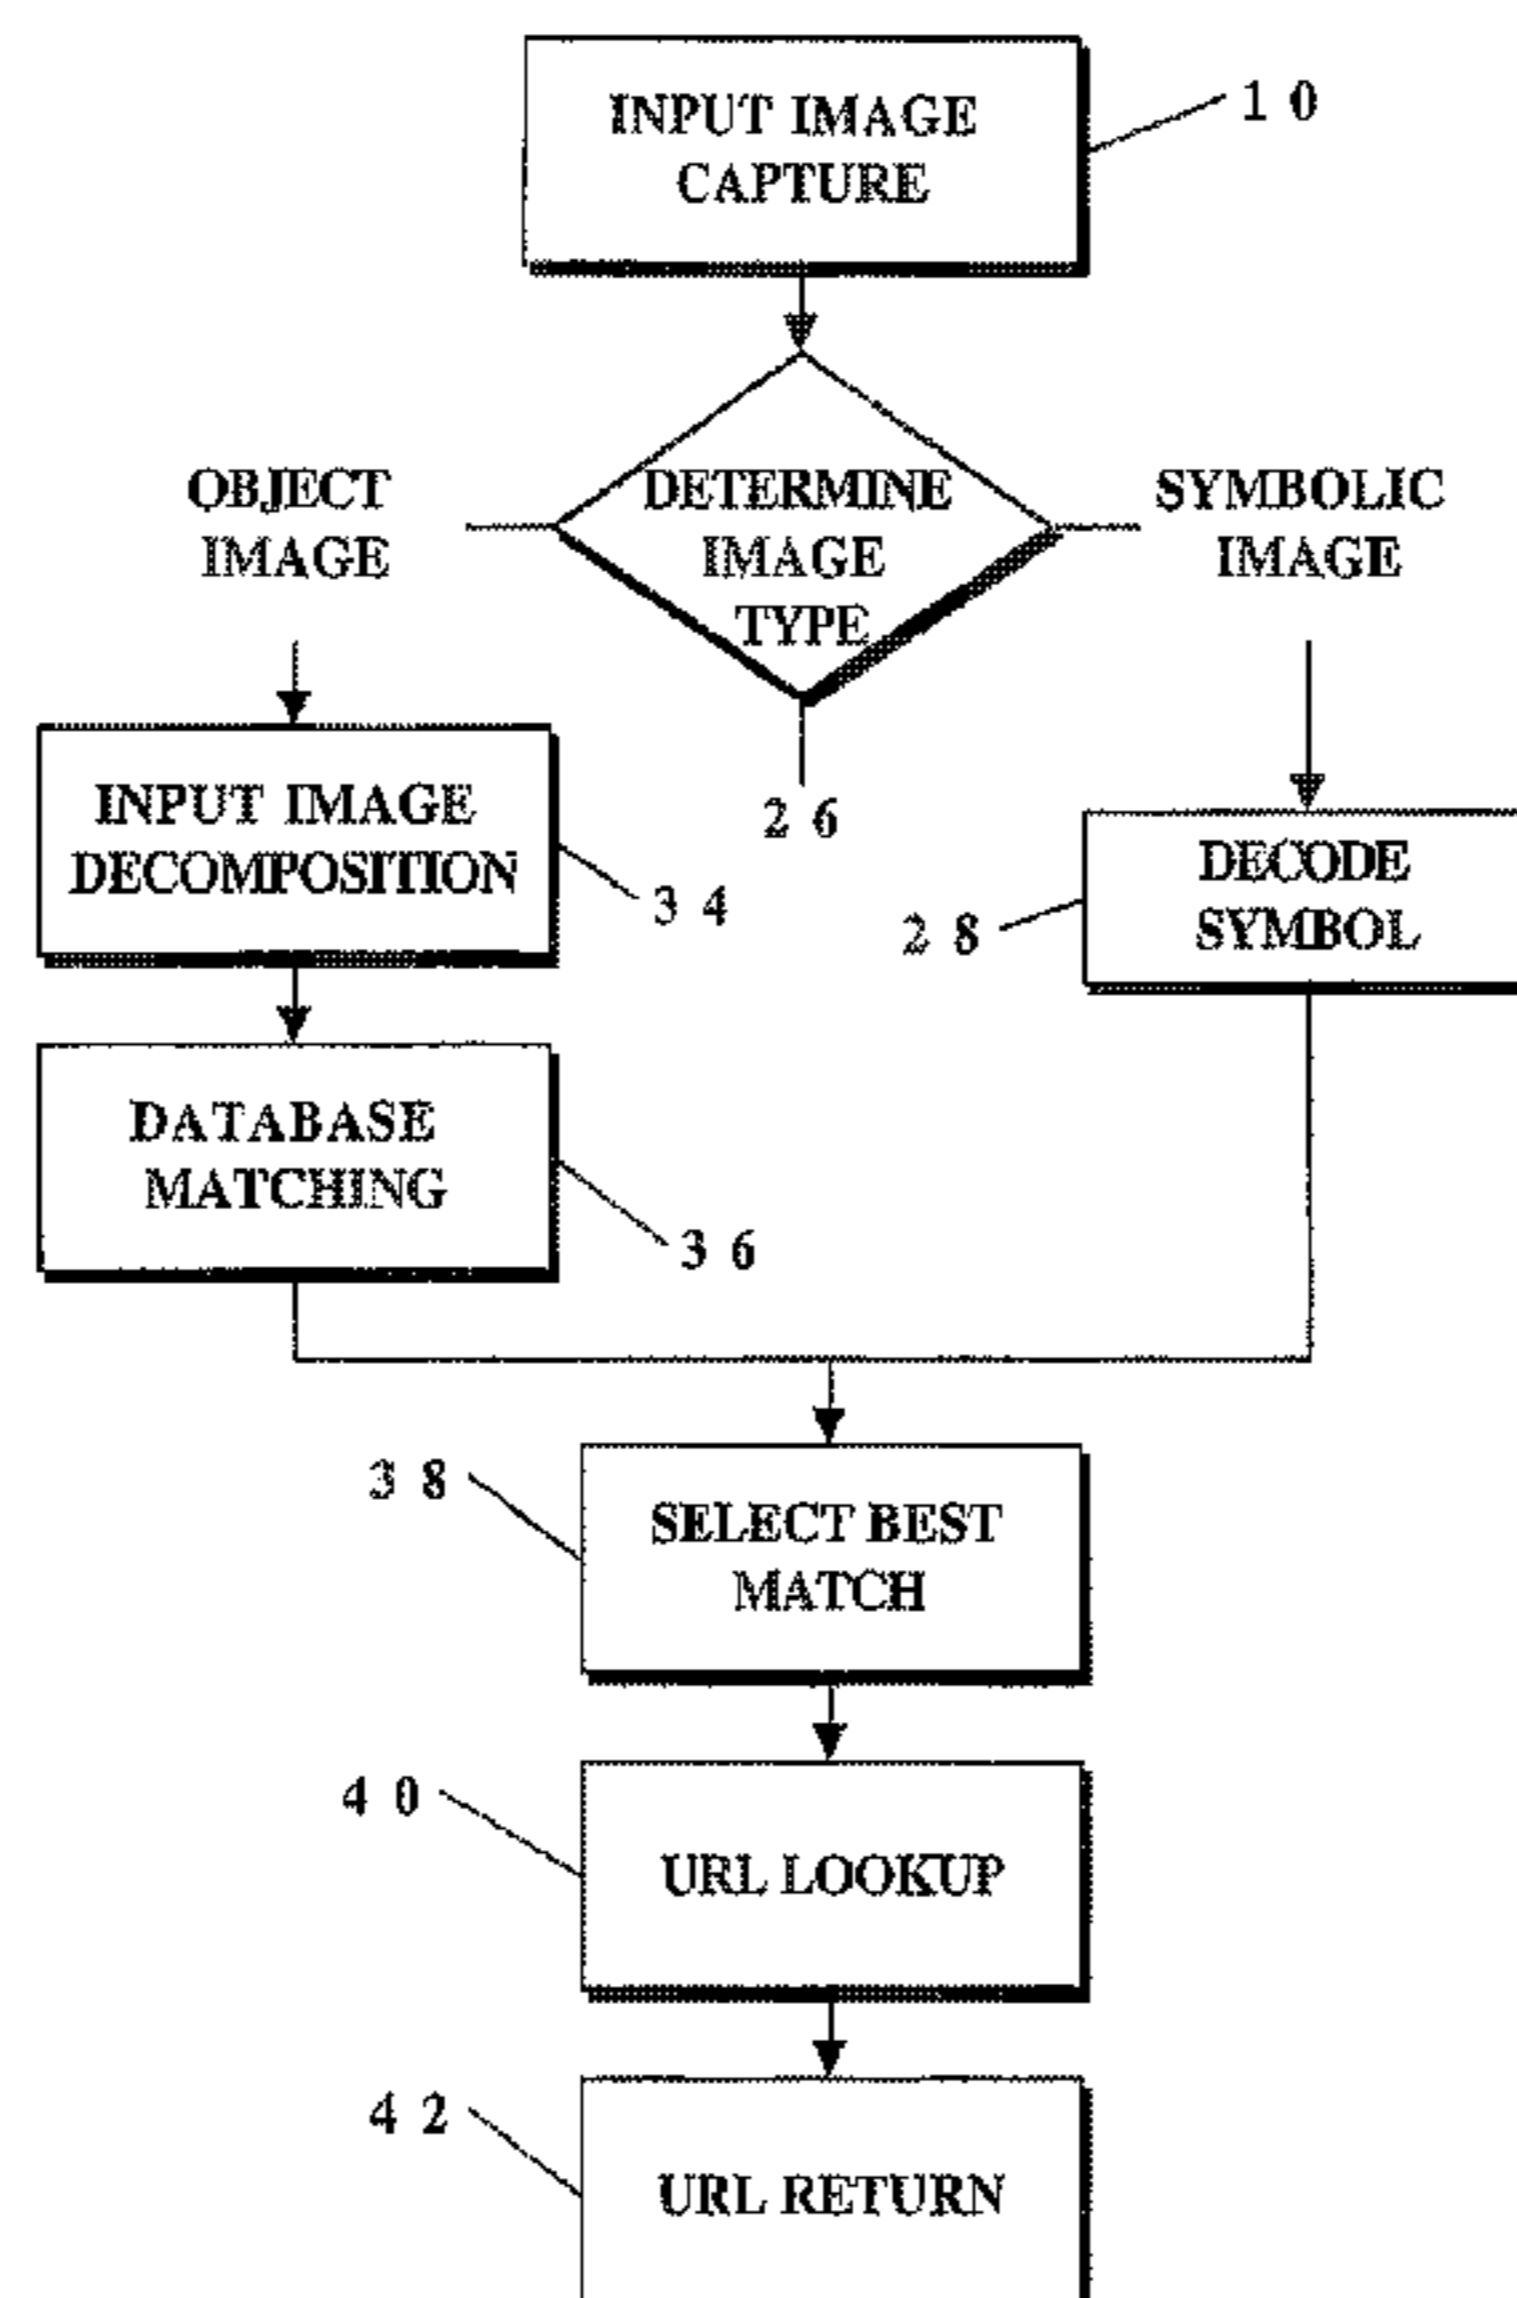 INPUT IMAGE
CAPTURE
1 0
OBJECT
IMAGE
DETERMINE
IMAGE
TYPE
SYMBOLIC
IMAGE
2 6
INPUT IMAGE
DECOMPOSITION
3 4
2 8
DECODE
SYMBOL
DATABASE
MATCHING
3 6
3 8
SELECT BEST
MATCH
4 0
URL LOOKUP
4 2
URL RETURN